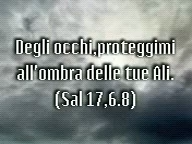 Degli occhi,proteggimi
all'ombra delle tue Ali.
(Sal 17,6.8)